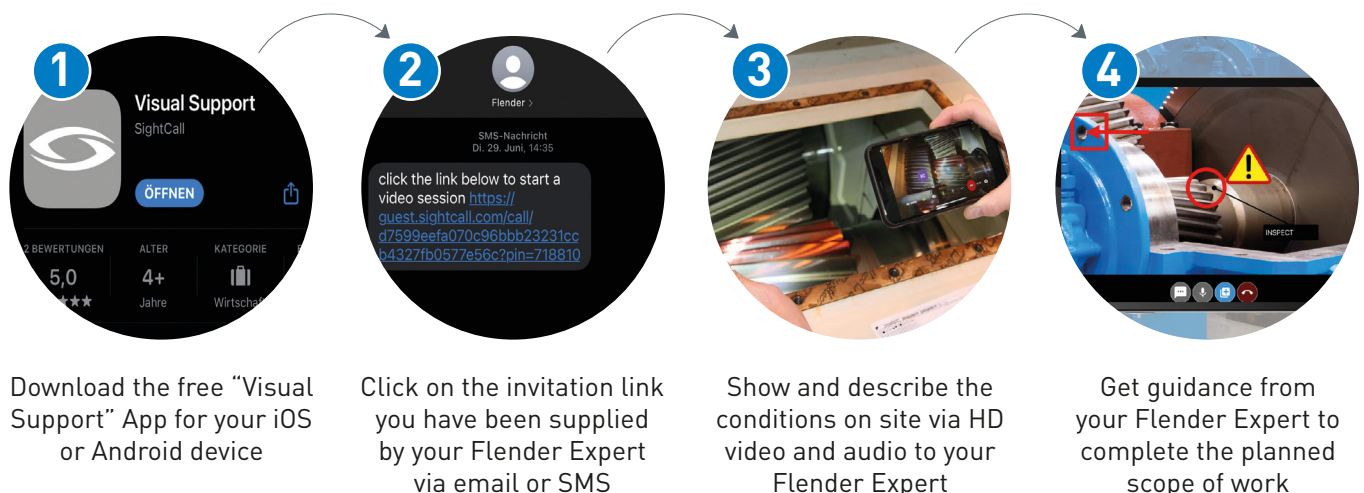 1
Visual Support
SightCall
ÖFFNEN
2 BEWERTUNGEN
ALTER
KATEGORIE
5,0
4+
Jahre
2
Flender >
SMS-Nachricht
Di. 29. Juni, 14:35
click the link below to start a
video session https://
guest.sightcall.com/call/
d7599eefa070c96bbb23231cc
b4327fb0577e56c?pin=718810
3
4
INSPECT
Download the free “Visual
Support” App for your iOS
or Android device
Click on the invitation link
you have been supplied
by your Flender Expert
via email or SMS
Show and describe the
conditions on site via HD
video and audio to your
Flender Expert
Get guidance from
your Flender Expert to
complete the planned
scope of work